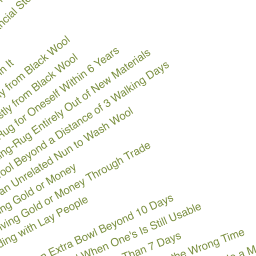 n It
from Black Wool
tly from Black Wool
Rug for Oneself Within 6 Years
ng-Rug Entirely Out of New Materials
ool Beyond a Distance of 3 Walking Days
an Unrelated Nun to Wash Wool
ng Gold or Money
ving Gold or Money Through Trade
ding with Lay People
Extra Bowl Beyond 10 Days
When One's Is Still Usable
Than 7 Days
the Wrong Time
is a M